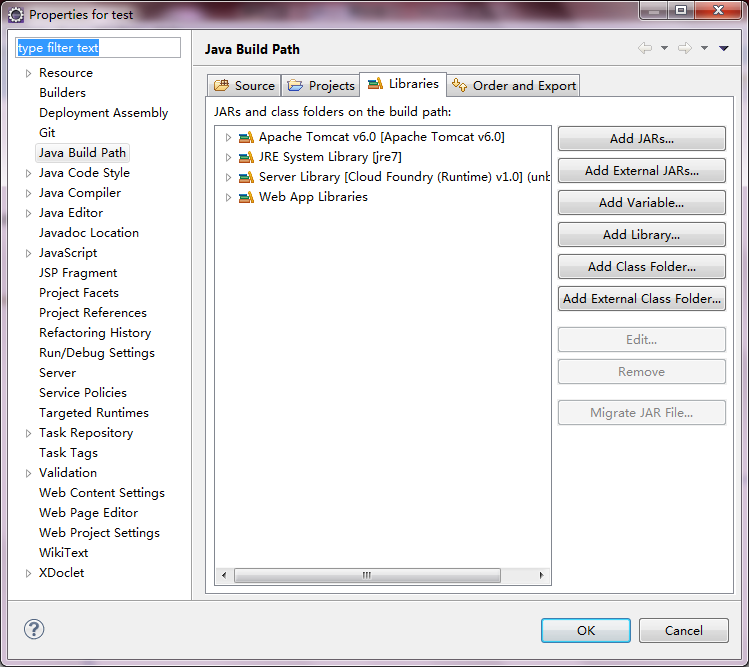 Properties for test
type filter text
Resource
Builders
Deployment Assembly
Git
Java Build Path
Java Code Style
Java Compiler
Java Editor
Javadoc Location
JavaScript
JSP Fragment
Project Facets
Project References
Refactoring History
Run/Debug Settings
Server
Service Policies
Targeted Runtimes
Task Repository
Task Tags
Validation
Web Content Settings
Web Page Editor
Web Project Settings
WikiText
XDoclet
Java Build Path
Source Projects Libraries Order and Export
JARs and class folders on the build path:
Apache Tomcat v6.0 [Apache Tomcat v6.0]
JRE System Library [jre7]
Server Library [Cloud Foundry (Runtime) v1.0] (unb
Web App Libraries
Add JARs...
Add External JARs...
Add Variable...
Add Library...
Add Class Folder...
Add External Class Folder...
Edit...
Remove
Migrate JAR File...
?
OK Cancel